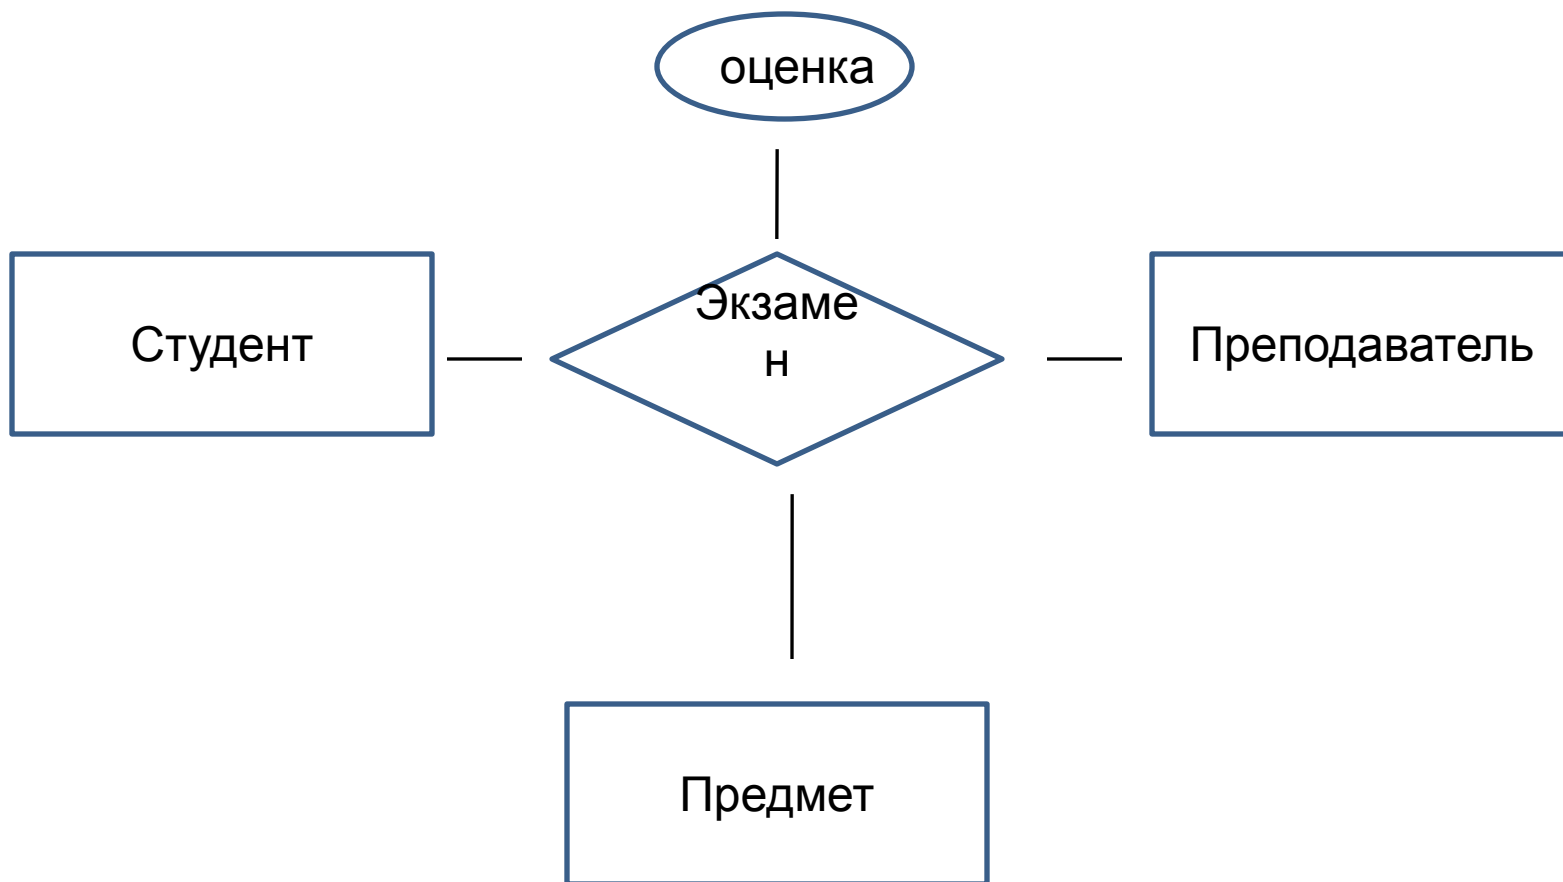 оценка
Экзаме
н
Студент
Преподаватель
Предмет